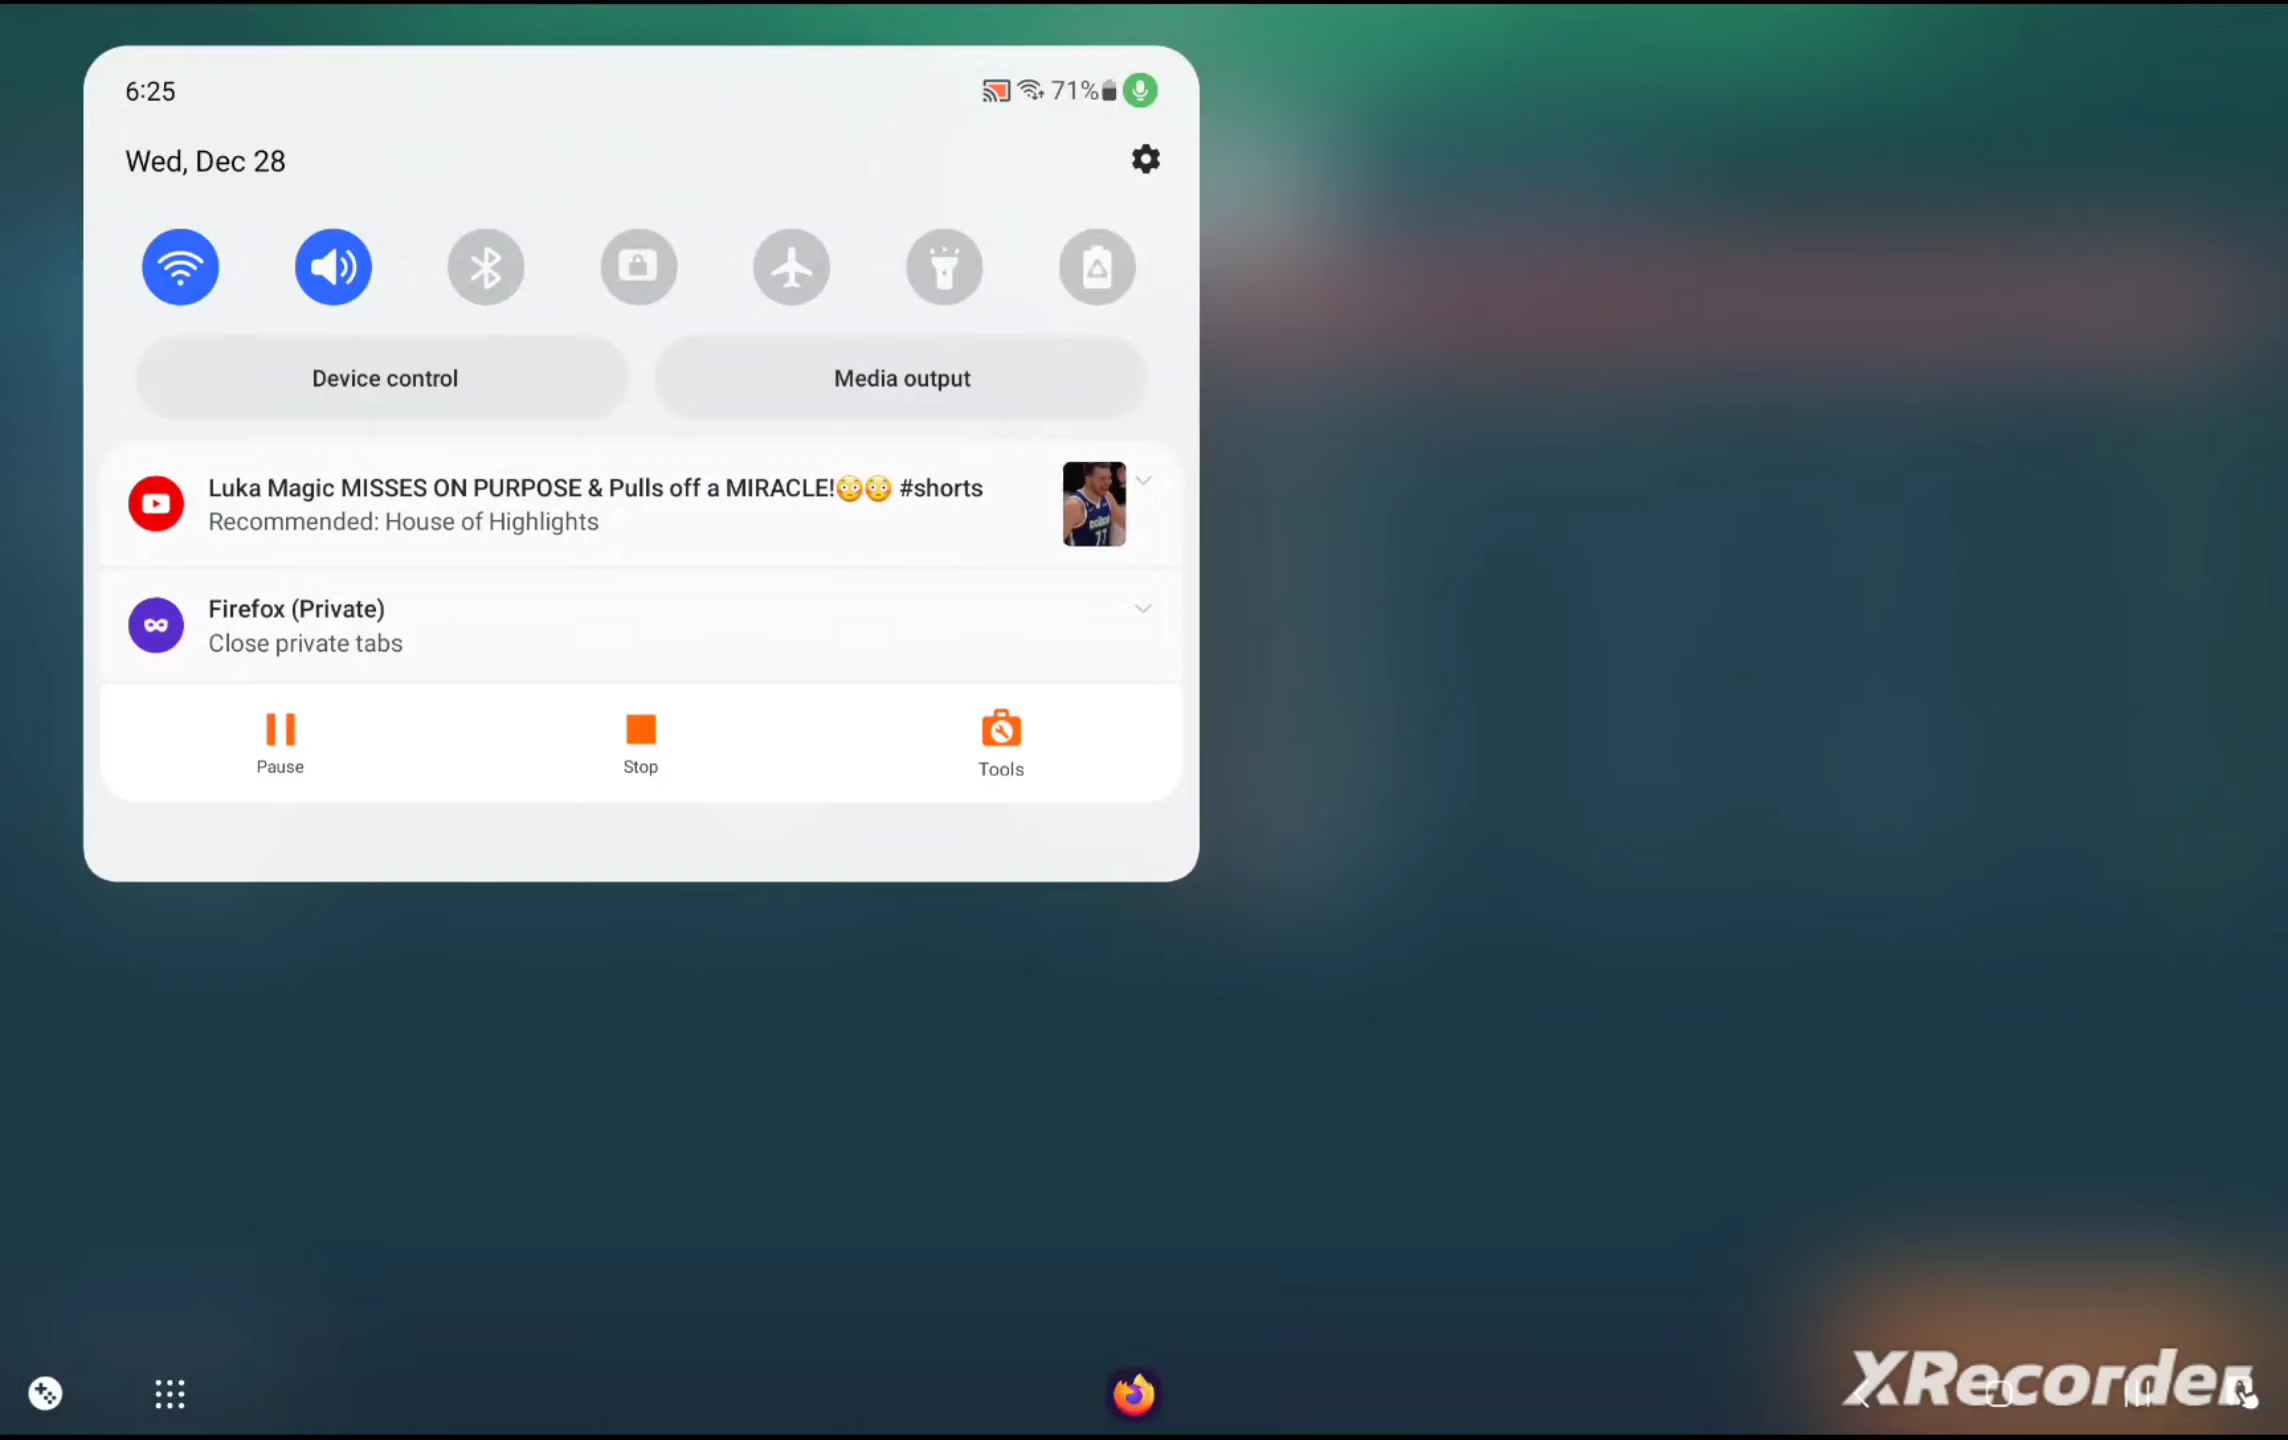 6:25
71%
Wed, Dec 28
Device control
Media output
Luka Magic MISSES ON PURPOSE & Pulls off a MIRACLE!😳😳 #shorts
Recommended: House of Highlights
Firefox (Private)
Close private tabs
Pause
Stop
Tools
XRecorder